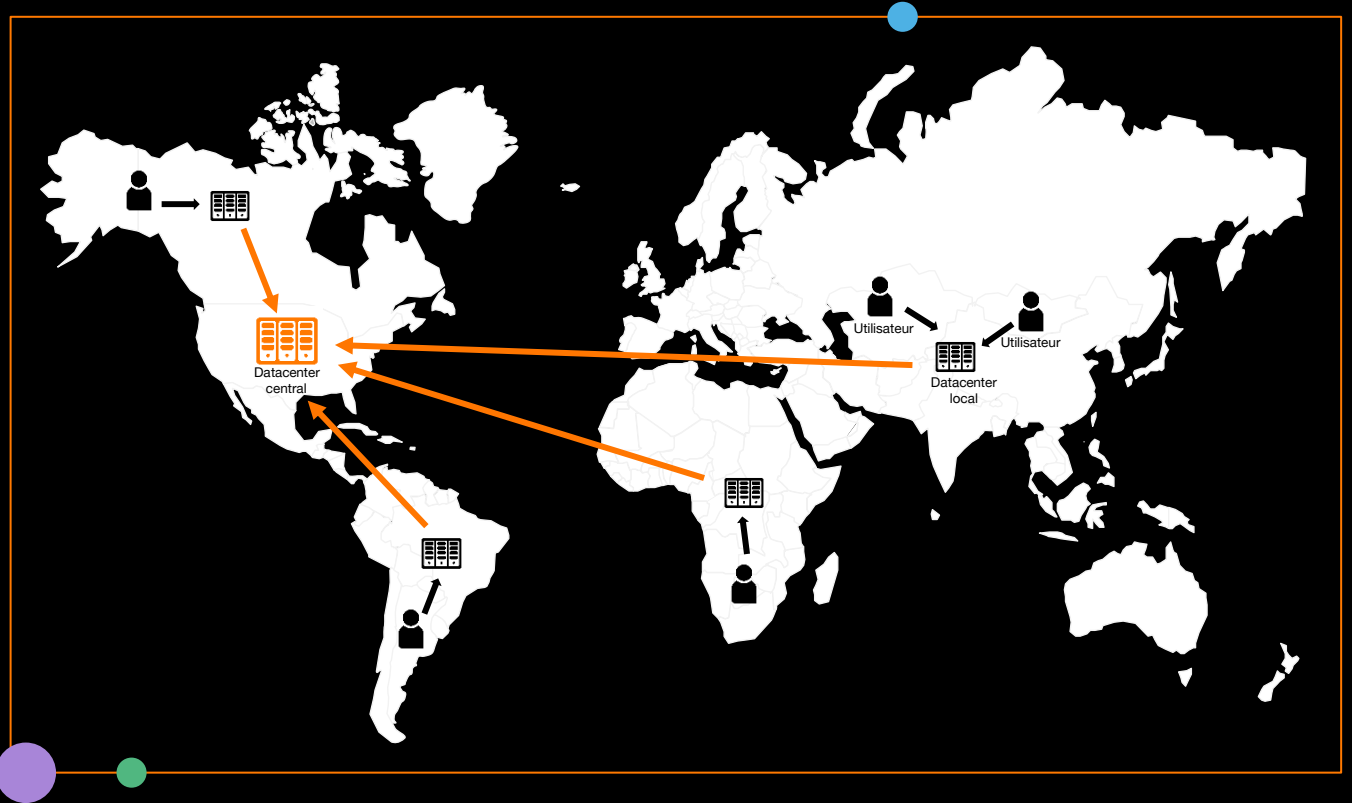 Utilisateur
Utilisateur
Datacenter
central
Datacenter
local